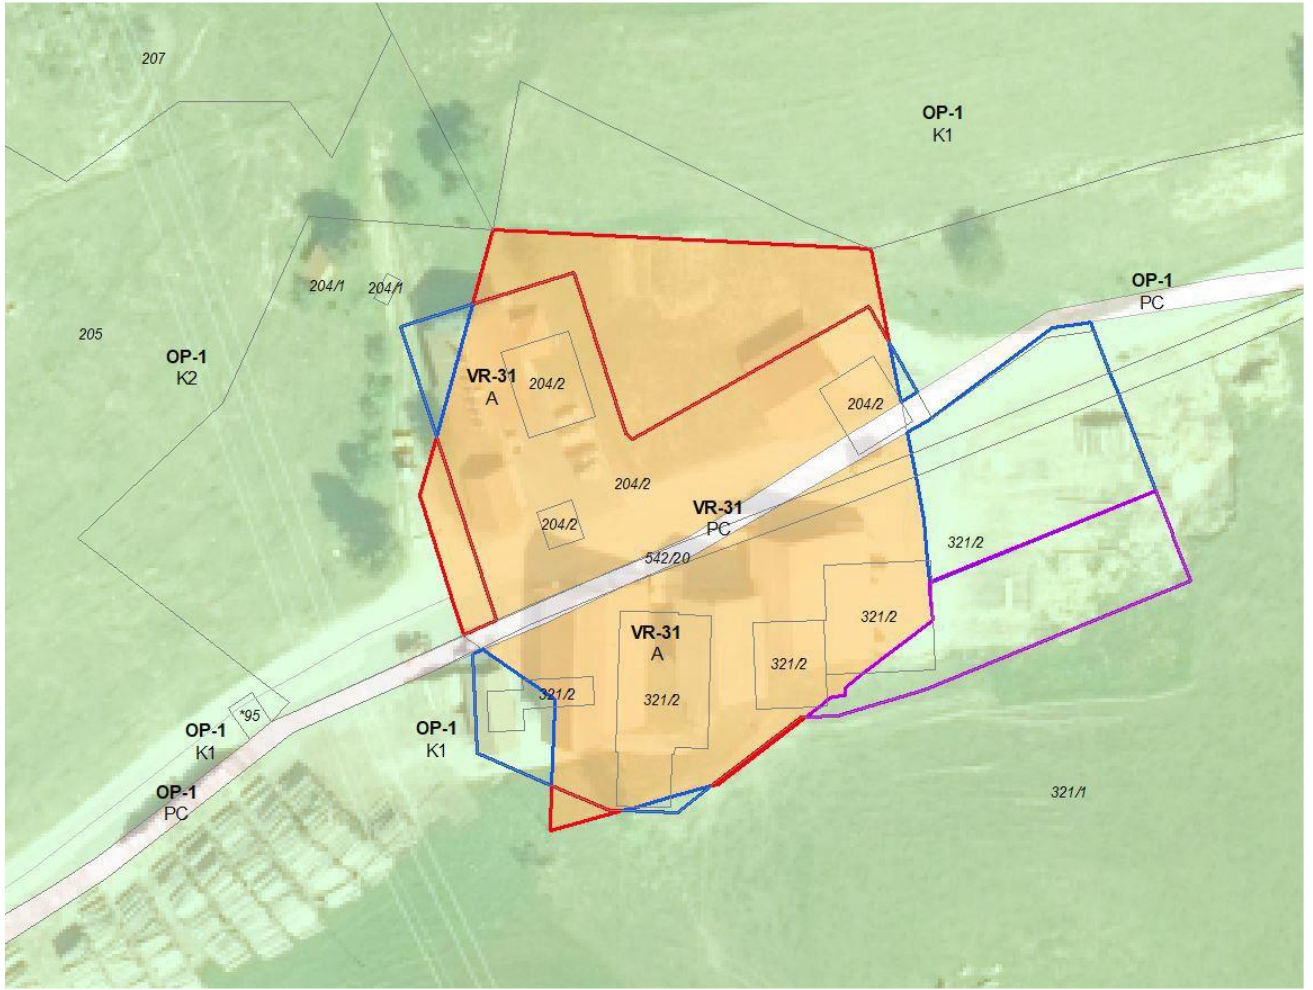 207
OP-1
K1
204/1
204/1
OP-1
PC
205
OP-1
K2
VR-31
A
204/2
204/2
204/2
204/2
VR-31
PC
542/20
321/2
321/2
VR-31
A
321/2
321/2
321/2
*95
OP-1
K1
OP-1
K1
OP-1
PC
321/1